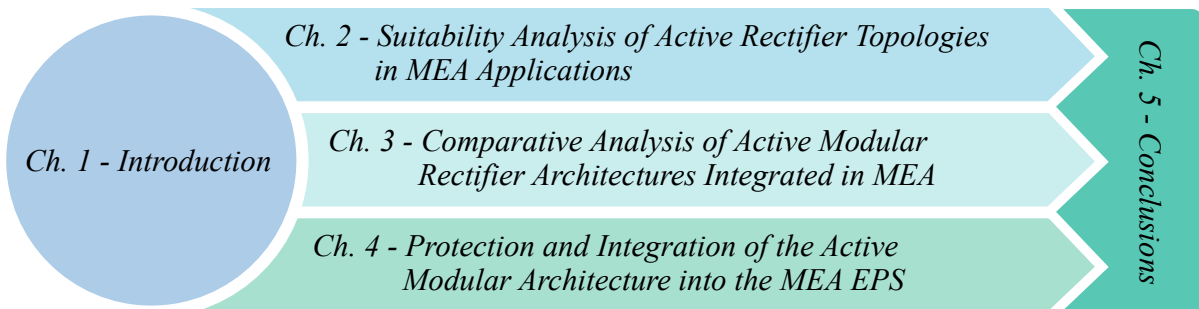 Ch. 1 - Introduction
Ch. 2 - Suitability Analysis of Active Rectifier Topologies
in MEA Applications
Ch. 3 - Comparative Analysis of Active Modular
Rectifier Architectures Integrated in MEA
Ch. 4 - Protection and Integration of the Active
Modular Architecture into the MEA EPS
Ch. 5 - Conclusions